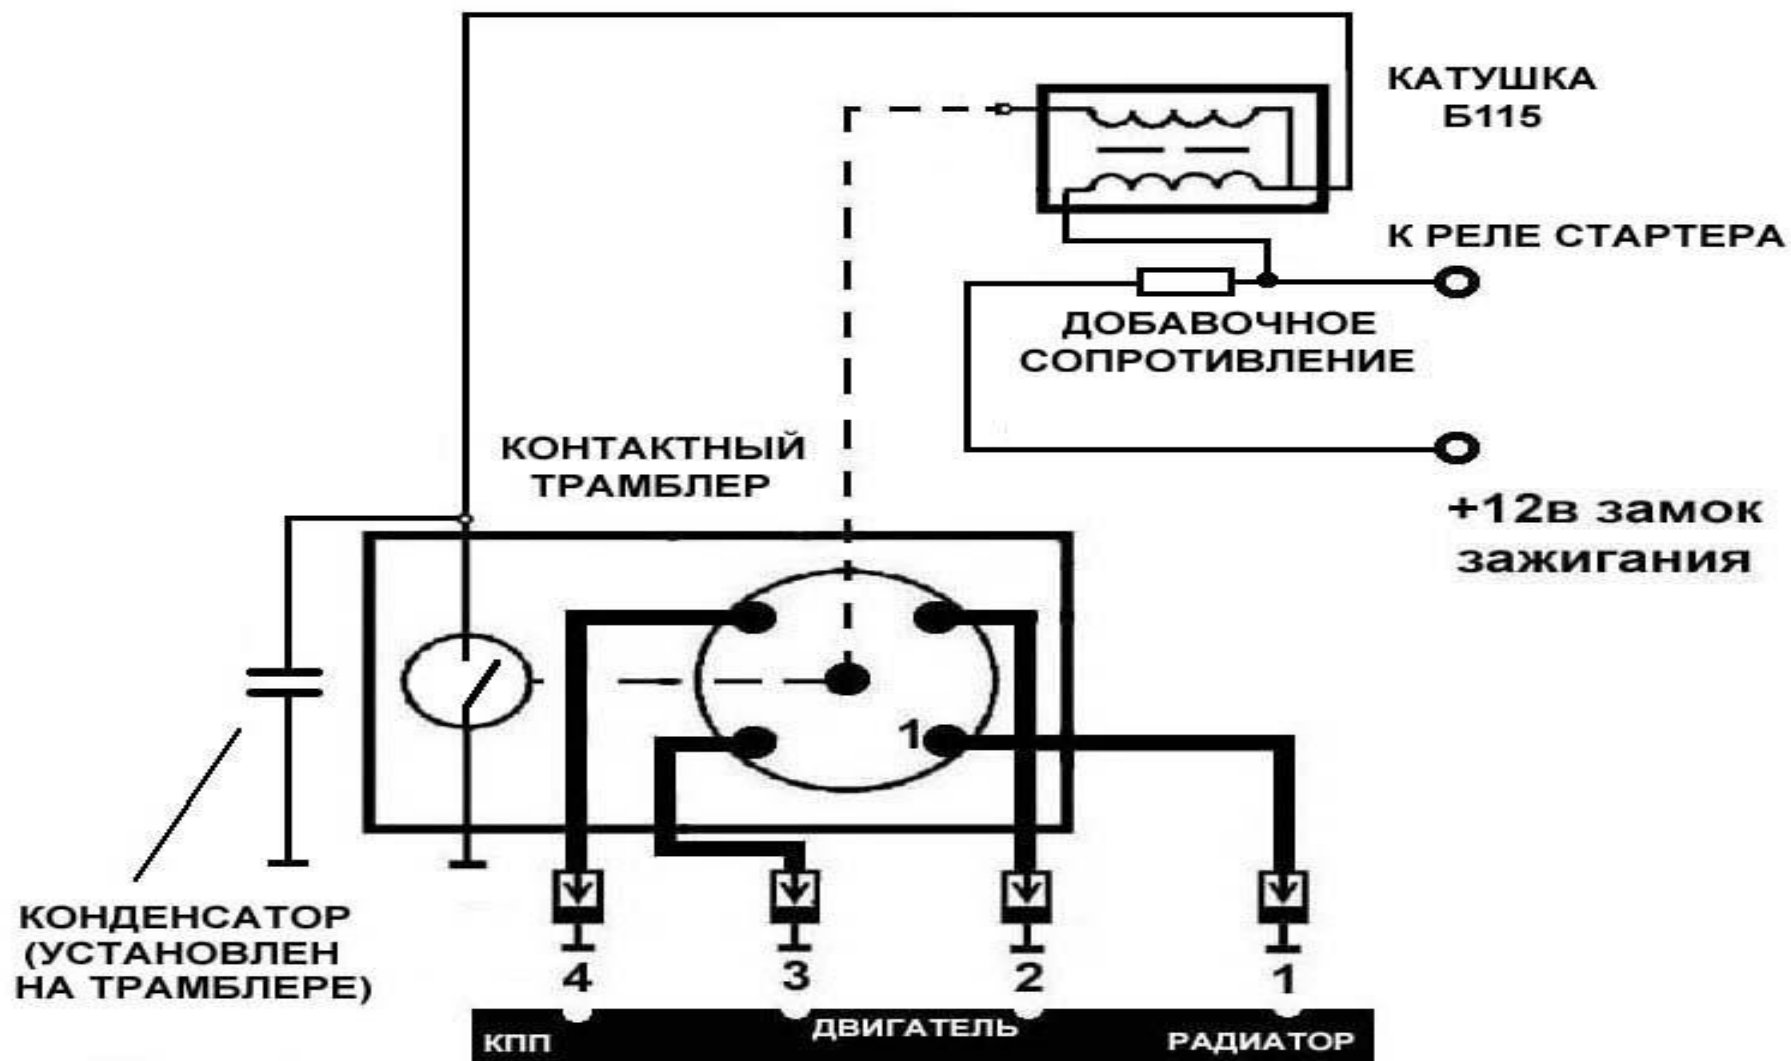 КАТУШКА
Б115
К РЕЛЕ СТАРТЕРА
ДОБАВОЧНОЕ
СОПРОТИВЛЕНИЕ
КОНТАКТНЫЙ
ТРАМБЛЕР
+12в замок
зажигания
1
КОНДЕНСАТОР
(УСТАНОВЛЕН
НА ТРАМБЛЕРЕ)
4 3 2 1
КПП ДВИГАТЕЛЬ РАДИАТОР